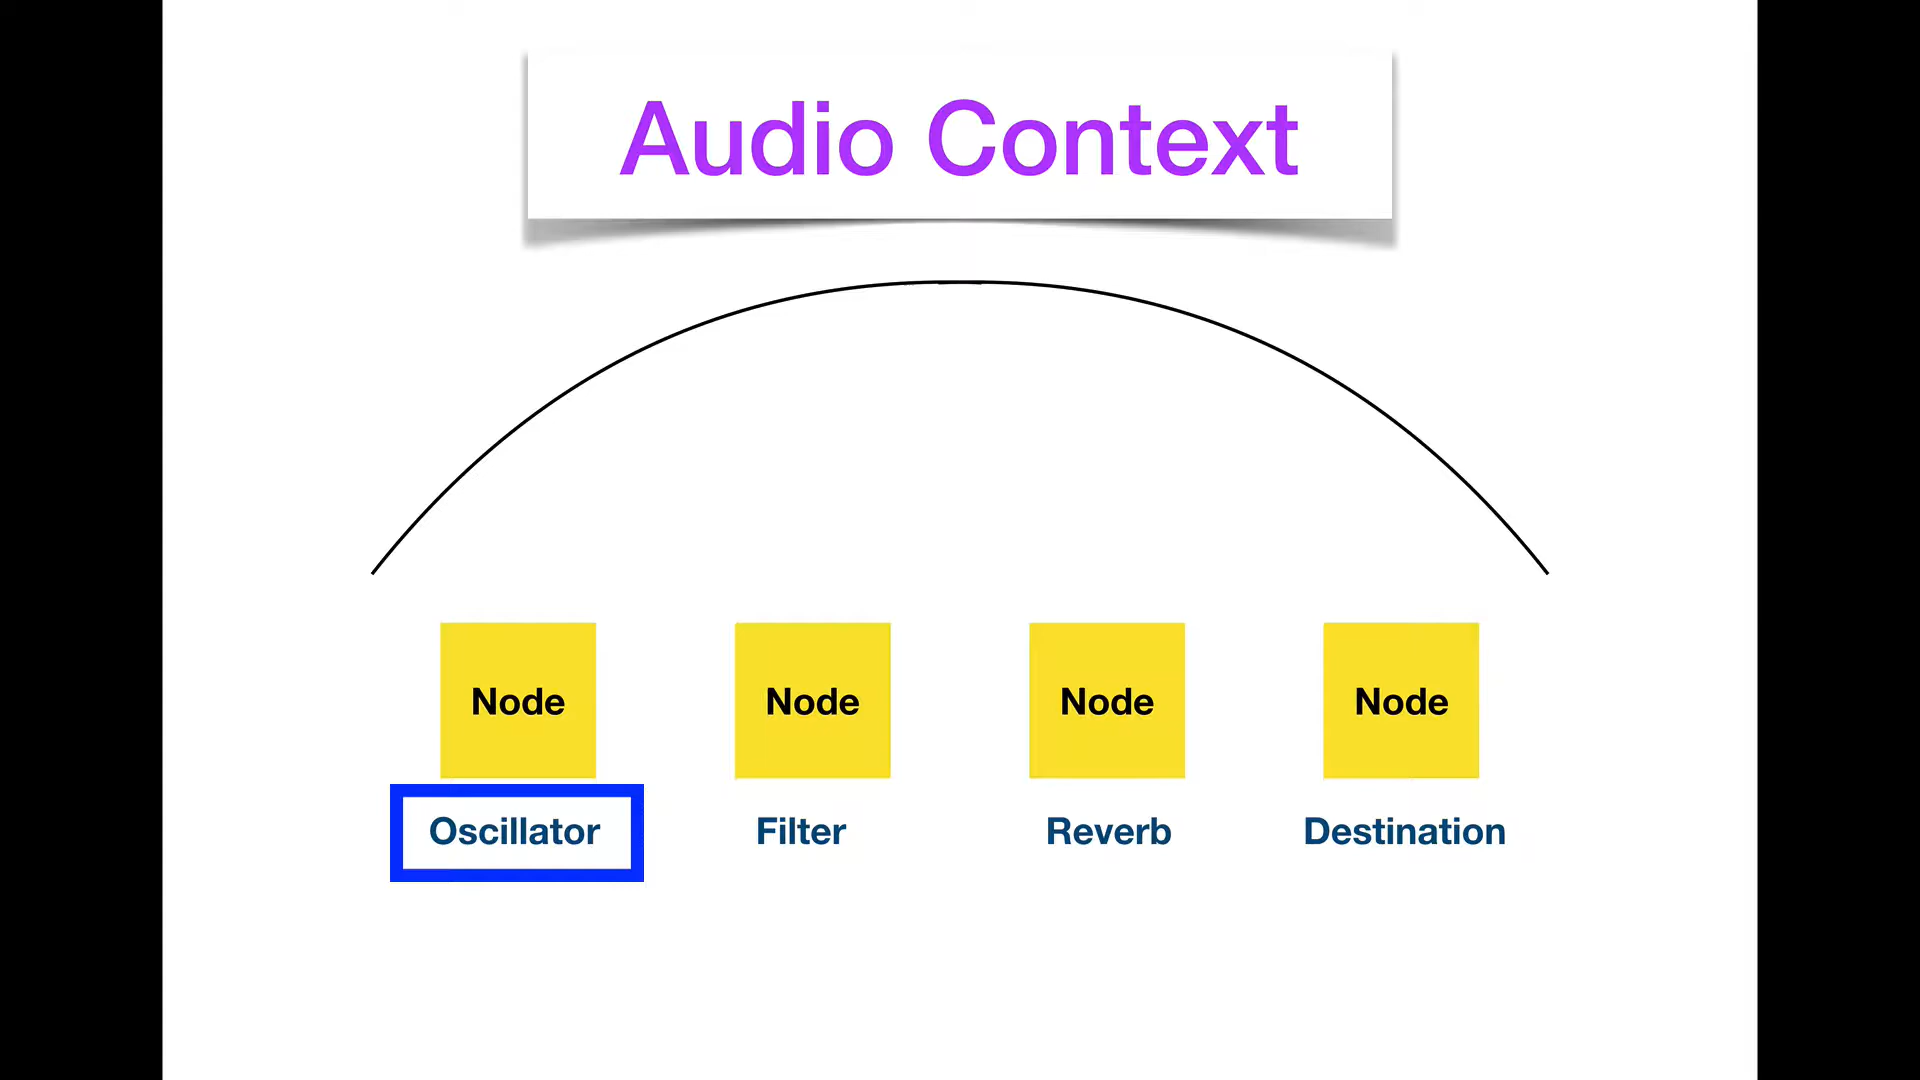 Audio Context
Node Node Node Node
Oscillator Filter Reverb Destination